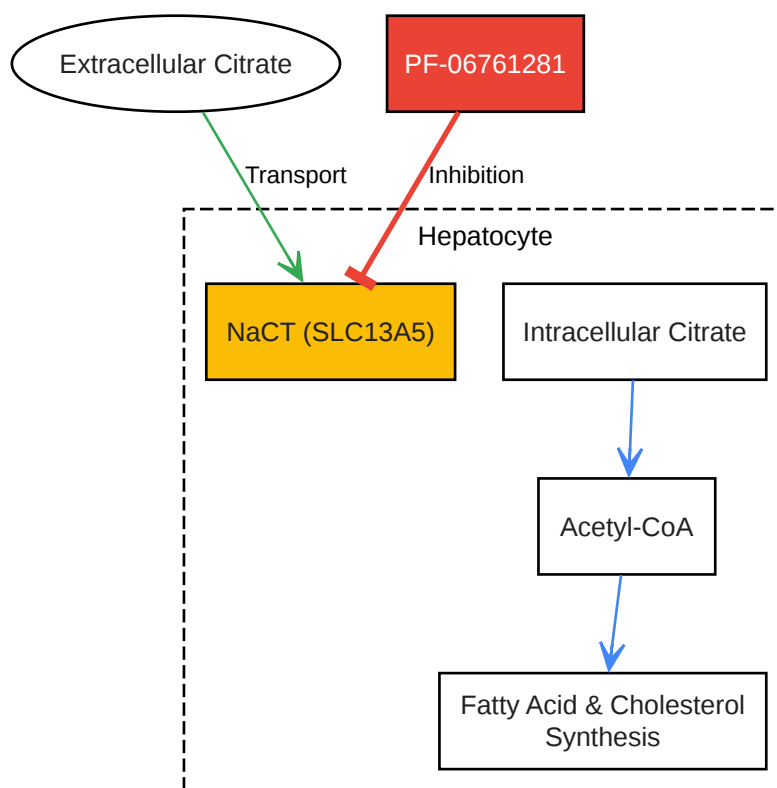 Extracellular Citrate
PF-06761281
Transport
Inhibition
Hepatocyte
NaCT (SLC13A5)
Intracellular Citrate
Acetyl-CoA
Fatty Acid & Cholesterol
Synthesis